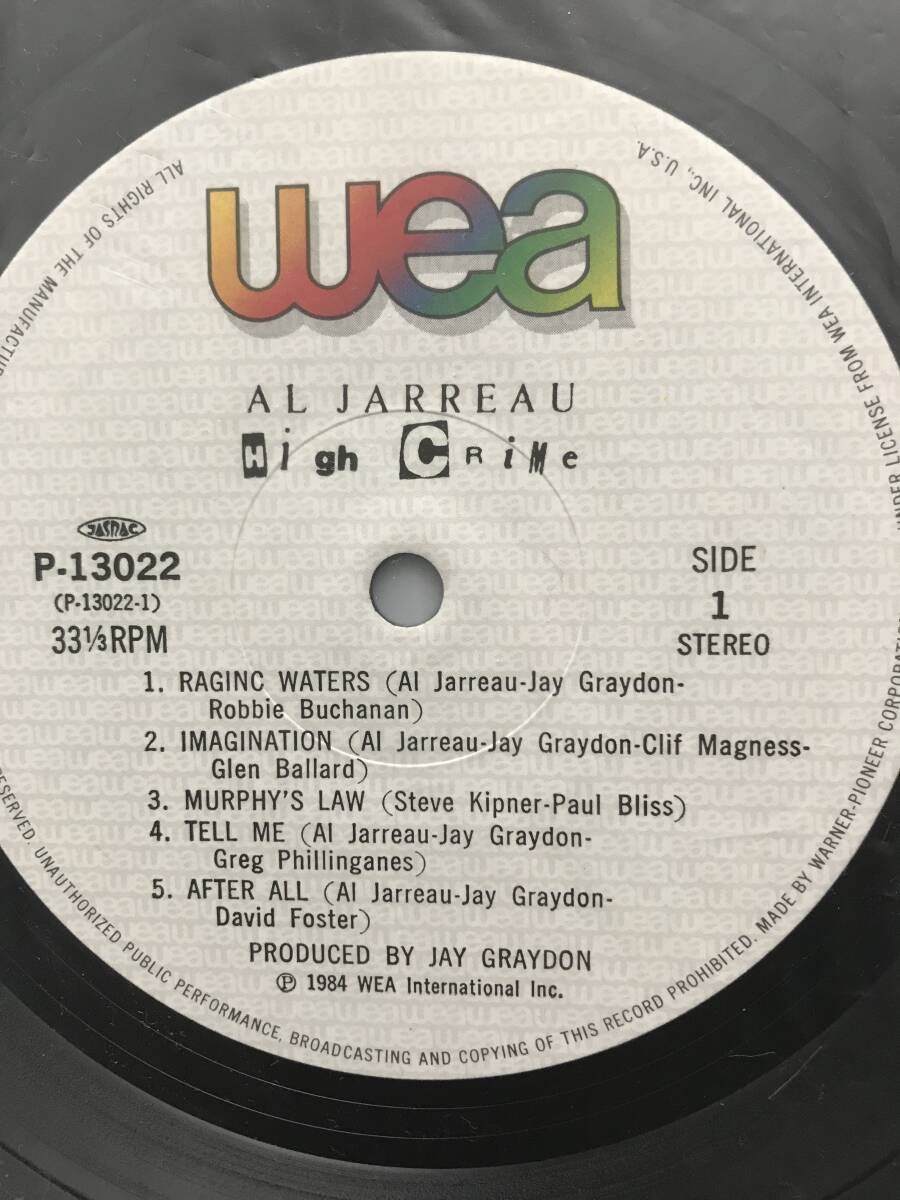 wea
AL JARREAU
High CRiMe
JASRAC
P-13022
(P-13022-1)
33⅓RPM
SIDE
1
STEREO
1. RAGINC WATERS (Al Jarreau-Jay Graydon-
Robbie Buchanan)
2. IMAGINATION (Al Jarreau-Jay Graydon-Clif Magness-
Glen Ballard)
3. MURPHY'S LAW (Steve Kipner-Paul Bliss)
4. TELL ME (Al Jarreau-Jay Graydon-
Greg Phillinganes)
5. AFTER ALL (Al Jarreau-Jay Graydon-
David Foster)
PRODUCED BY JAY GRAYDON
℗ 1984 WEA International Inc.
ALL RIGHTS OF THE MANUFACTUR
RESERVED. UNAUTHORIZED PUBLIC PERFORMANCE, BROADCASTING AND COPYING OF THIS RECORD PROHIBITED. MADE BY WARNER-PIONEER CORPORATION UNDER LICENSE FROM WEA INTERNATIONAL INC., U.S.A.